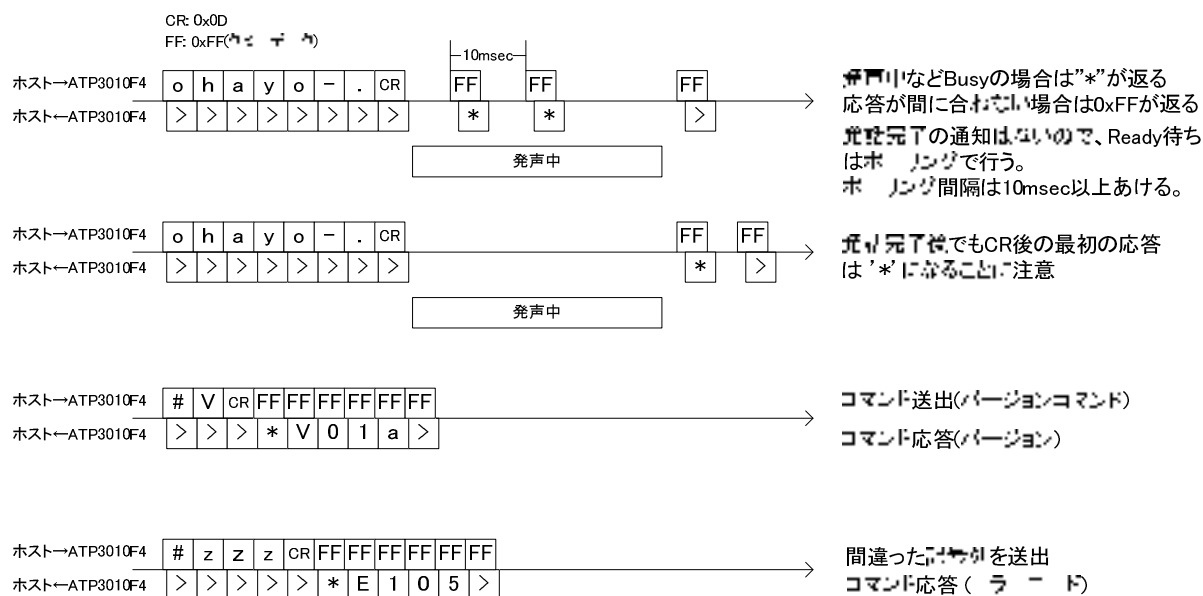 CR: 0x0D
FF: 0xFF(
10msec
ホスト→ATP3010F4 o h a y o - . CR FF FF FF
ホスト←ATP3010F4 > > > > > > > > * * >
発声中
などBusyの場合は"*"が返る
応答が間に合わない場合は0xFFが返る
の通知はないので、Ready待ち
はポーリングで行う。
ポーリング間隔は10msec以上あける。
ホスト→ATP3010F4 o h a y o - . CR FF FF
ホスト←ATP3010F4 > > > > > > > > * >
発声中
でもCR後の最初の応答
は'*'になることに注意
ホスト→ATP3010F4 # V CR FF FF FF FF FF FF
ホスト←ATP3010F4 > > > * V 0 1 a >
コマンド送出(バージョンコマンド)
コマンド応答(バージョン)
ホスト→ATP3010F4 # z z z CR FF FF FF FF FF FF
ホスト←ATP3010F4 > > > > > * E 1 0 5 >
間違った を送出
コマンド応答(